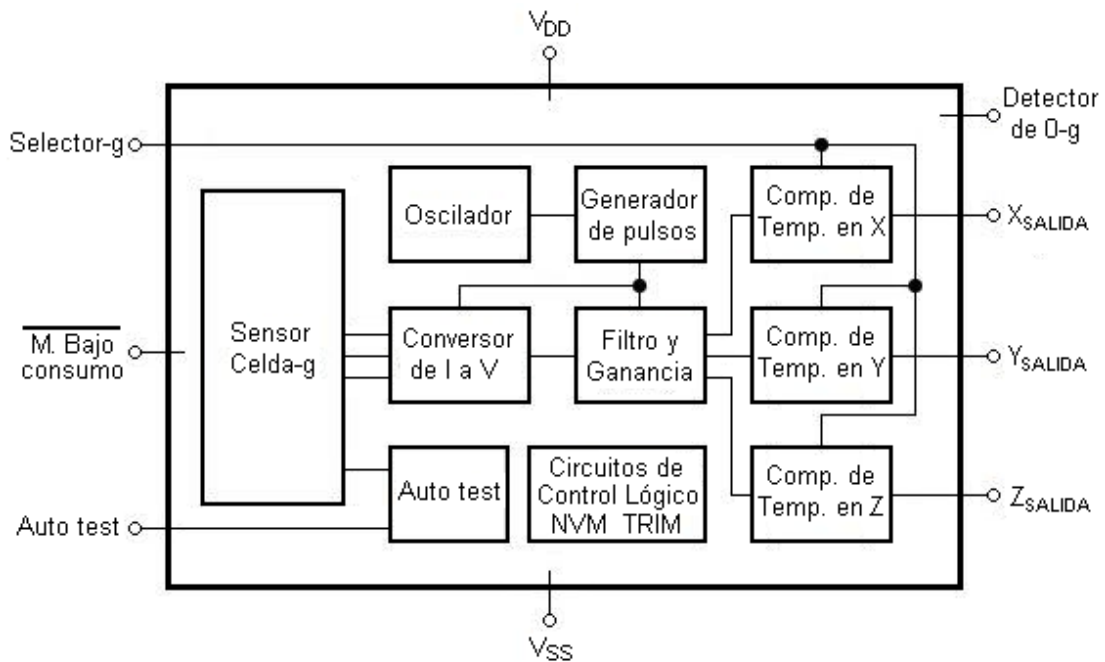 VDD
Detector
de 0-g
Selector-g
Oscilador
Generador
de pulsos
Comp. de
Temp. en X
XSALIDA
M. Bajo
consumo
Sensor
Celda-g
Conversor
de I a V
Filtro y
Ganancia
Comp. de
Temp. en Y
YSALIDA
Auto test
Auto test
Circuitos de
Control Lógico
NVM TRIM
Comp. de
Temp. en Z
ZSALIDA
VSS